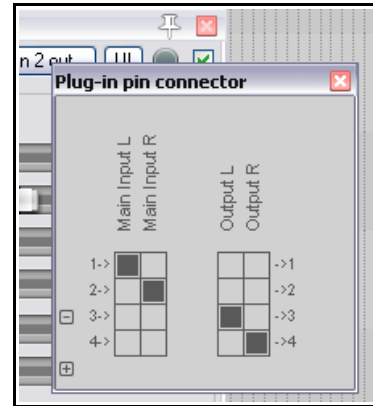 n 2 out
UI
Plug-in pin connector
Main Input L
Main Input R
Output L
Output R
1->
->1
2->
->2
3->
->3
4->
->4